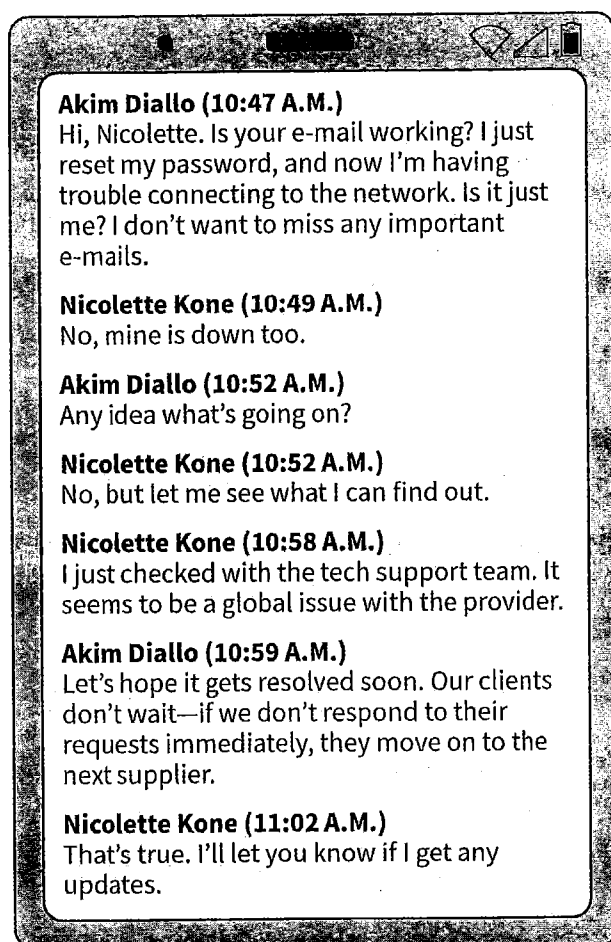 Akim Diallo (10:47 A.M.)
Hi, Nicolette. Is your e-mail working? I just
reset my password, and now I'm having
trouble connecting to the network. Is it just
me? I don't want to miss any important
e-mails.
Nicolette Kone (10:49 A.M.)
No, mine is down too.
Akim Diallo (10:52 A.M.)
Any idea what's going on?
Nicolette Kone (10:52 A.M.)
No, but let me see what I can find out.
Nicolette Kone (10:58 A.M.)
I just checked with the tech support team. It
seems to be a global issue with the provider.
Akim Diallo (10:59 A.M.)
Let's hope it gets resolved soon. Our clients
don't wait—if we don't respond to their
requests immediately, they move on to the
next supplier.
Nicolette Kone (11:02 A.M.)
That's true. I'll let you know if I get any
updates.